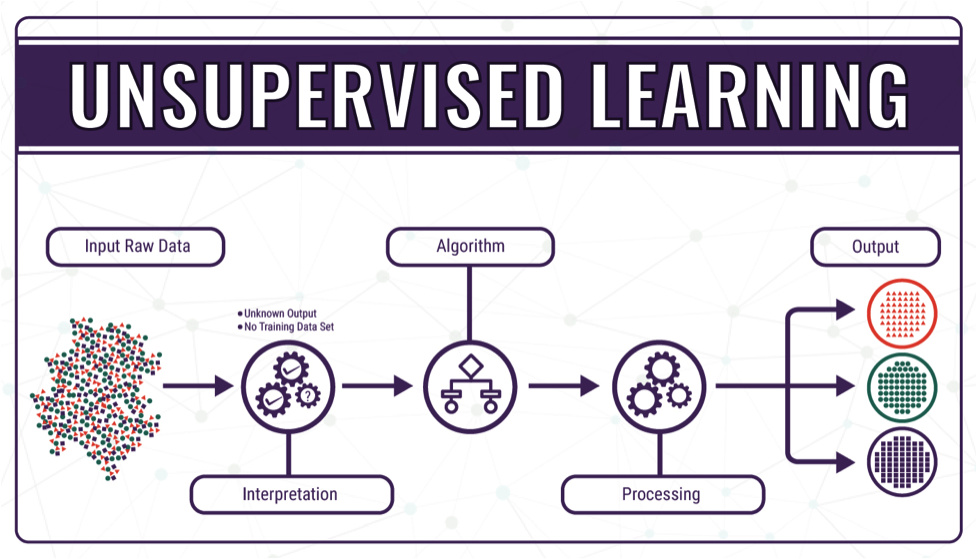 UNSUPERVISED LEARNING
Input Raw Data
Algorithm
Output
• Unknown Output
• No Training Data Set
?
Interpretation
Processing